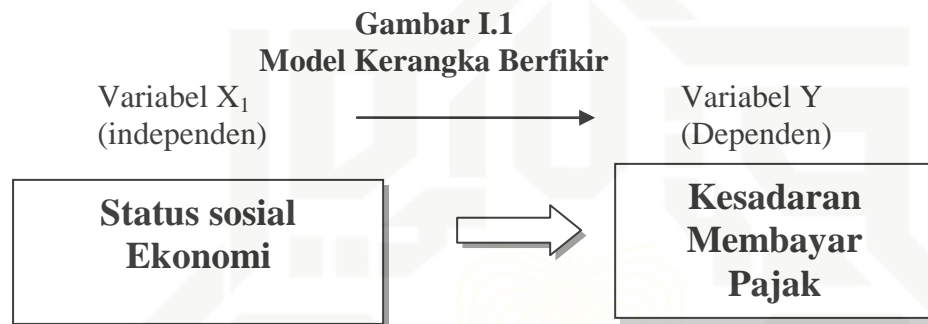 Gambar I.1
Model Kerangka Berfikir
Variabel X₁
(independen)
Variabel Y
(Dependen)
Status sosial
Ekonomi
Kesadaran
Membayar
Pajak